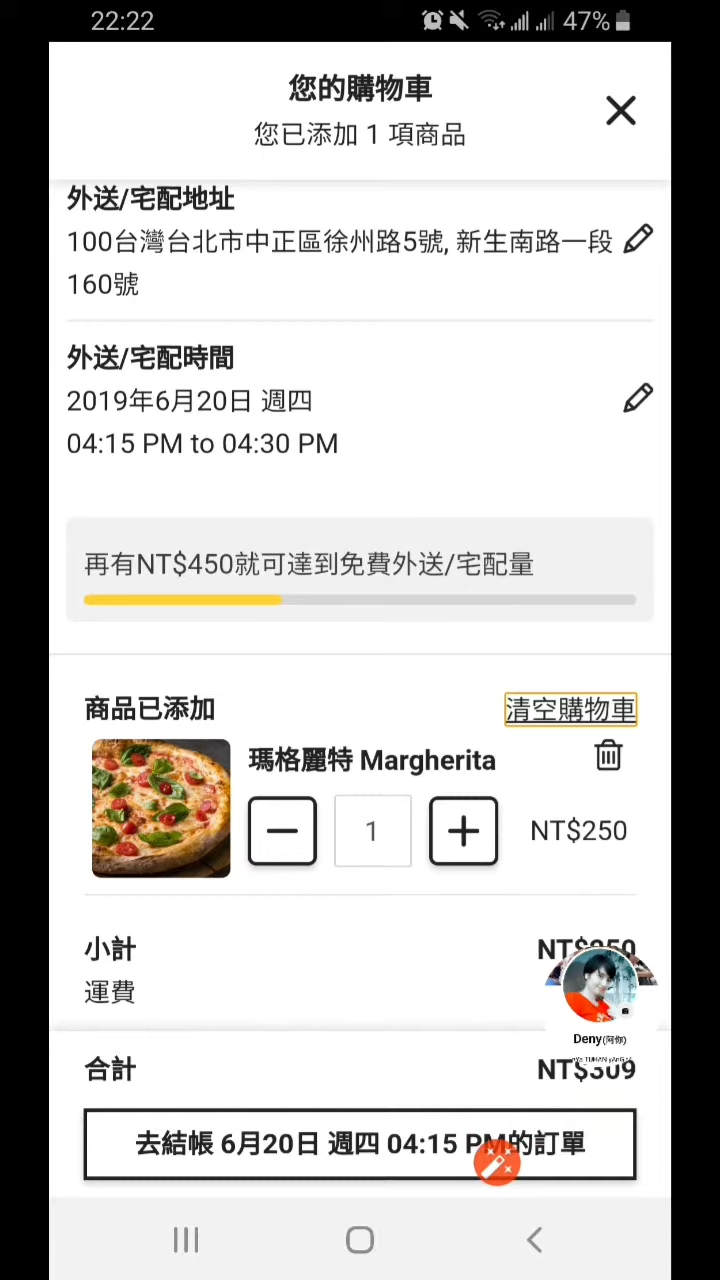 22:22
47%
您的購物車
您已添加 1 項商品
外送/宅配地址
100台灣台北市中正區徐州路5號, 新生南路一段
160號
外送/宅配時間
2019年6月20日 週四
04:15 PM to 04:30 PM
再有NT$450就可達到免費外送/宅配量
商品已添加
清空購物車
瑪格麗特 Margherita
1
NT$250
小計
NT$250
運費
Deny(阿你)
合計
NT$309
去結帳 6月20日 週四 04:15 PM的訂單